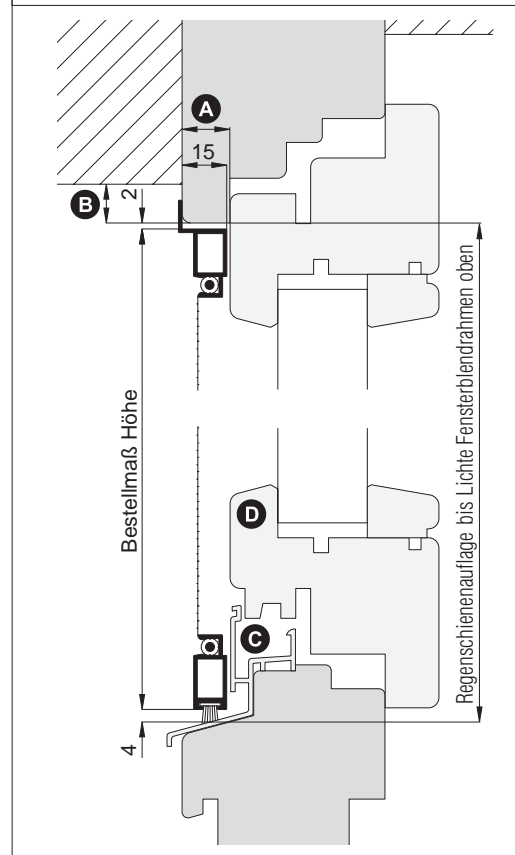 A
15
B
2
Bestellmaß Höhe
Regenschienenauflage bis Lichte Fensterblendrahmen oben
D
C
4